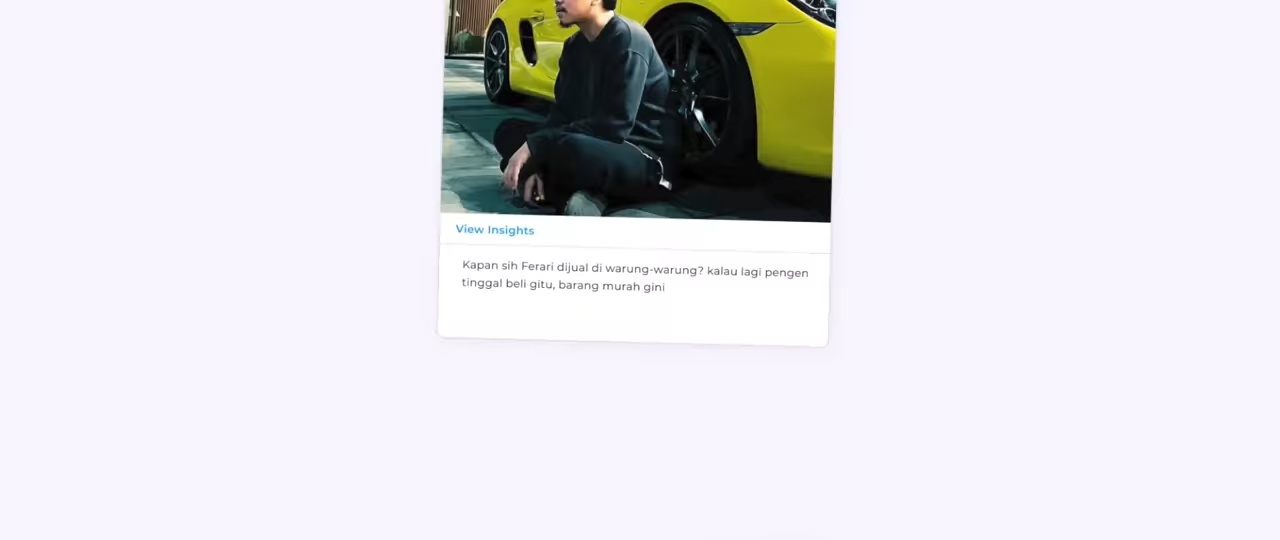 View Insights
Kapan sih Ferari dijual di warung-warung? kalau lagi pengen
tinggal beli gitu, barang murah gini